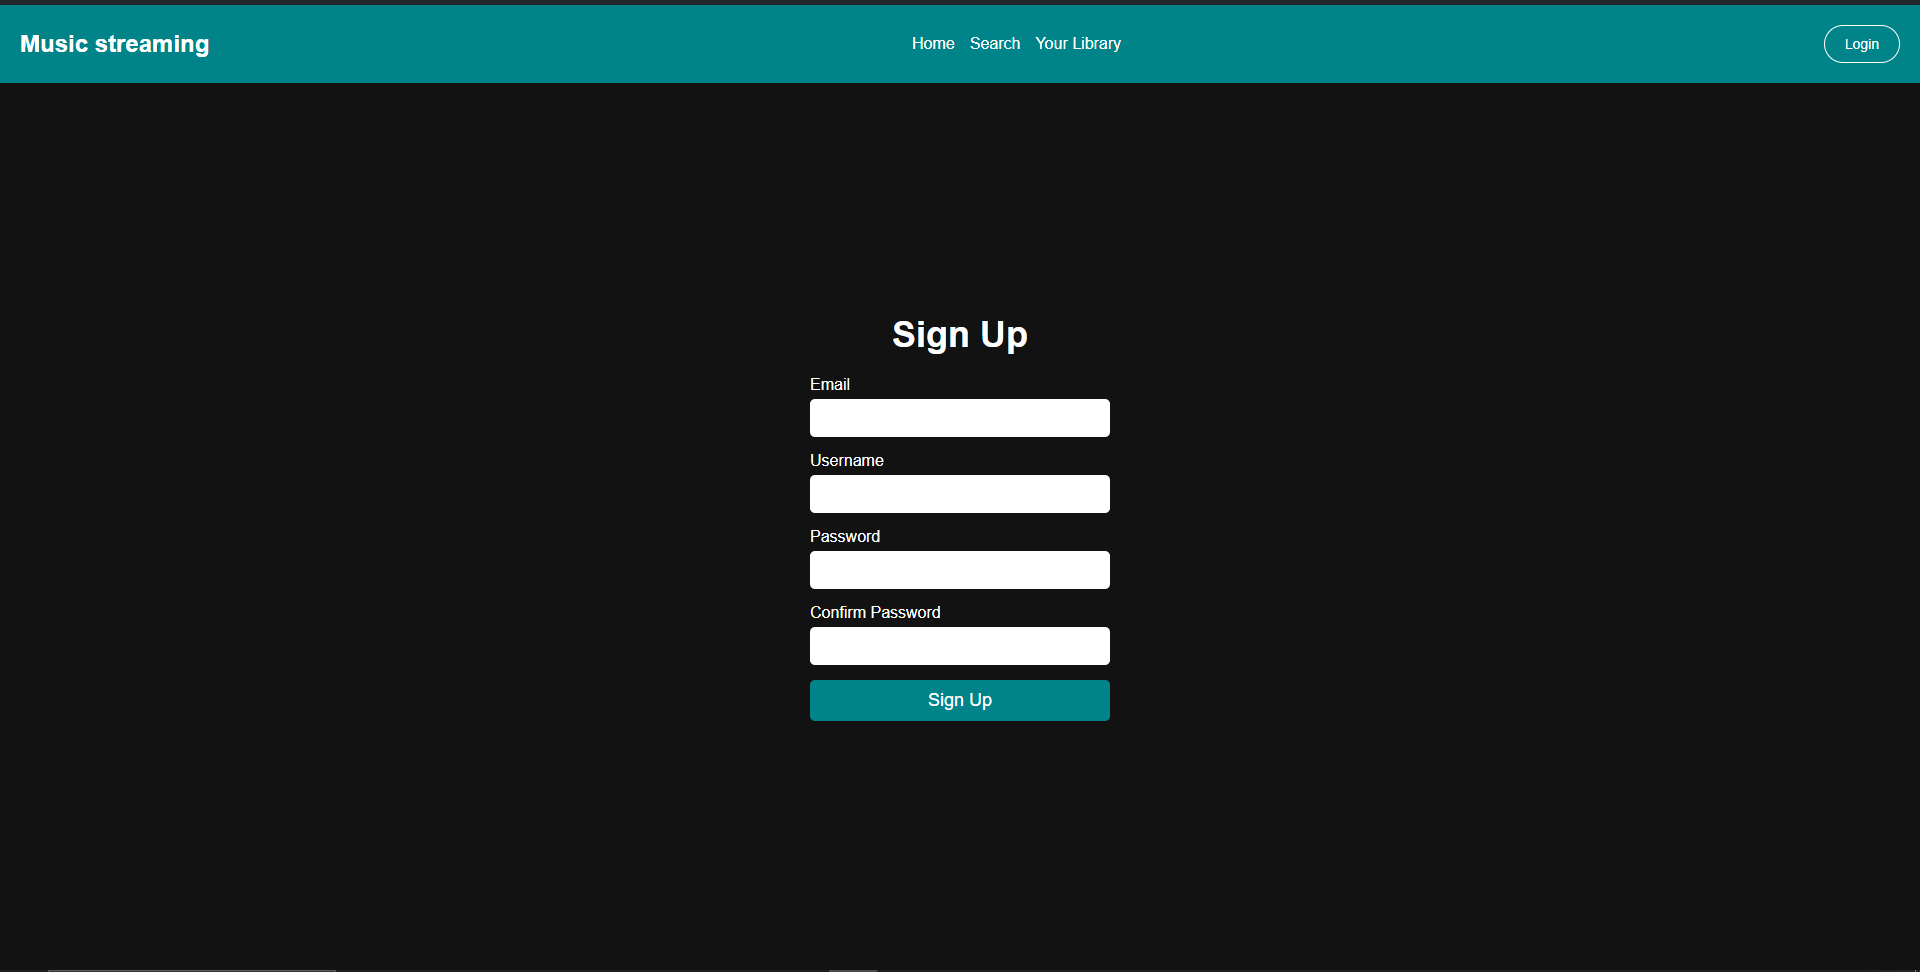 Music streaming
Home Search Your Library
Login
Sign Up
Email
Username
Password
Confirm Password
Sign Up